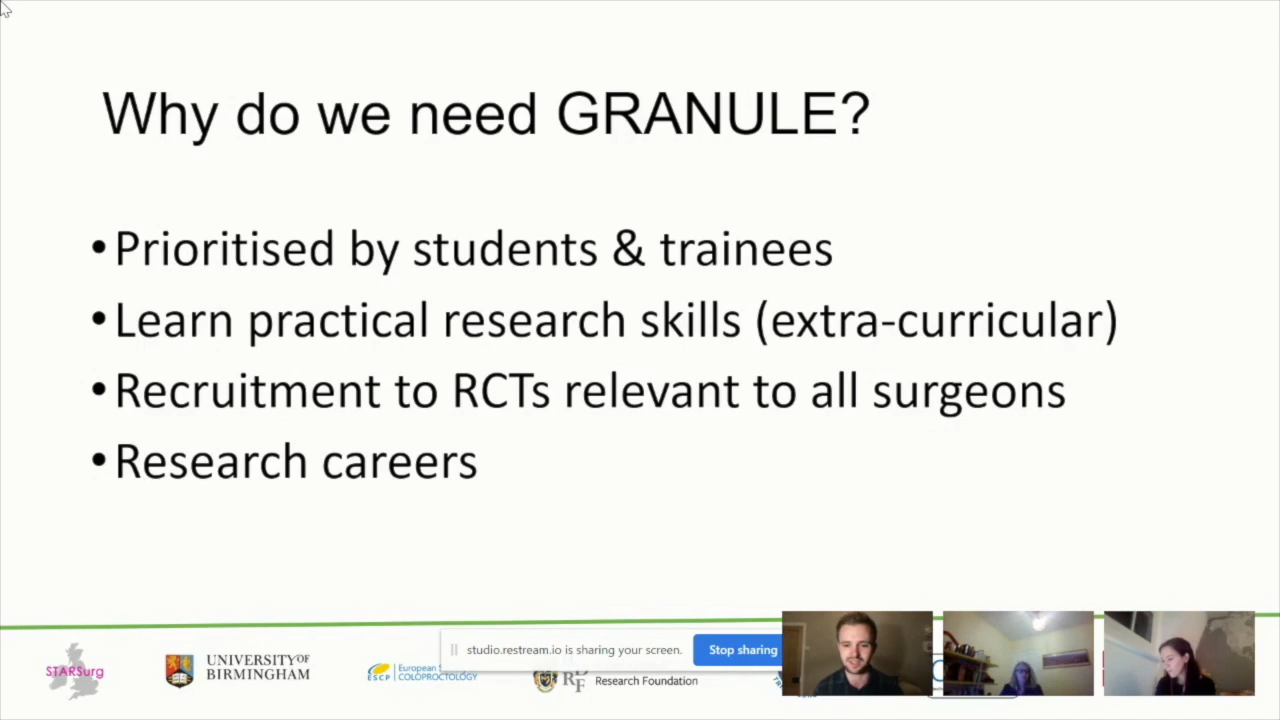 Why do we need GRANULE?
•Prioritised by students & trainees
•Learn practical research skills (extra-curricular)
•Recruitment to RCTs relevant to all surgeons
•Research careers
studio.restream.io is sharing your screen.
Stop sharing
STARSurg
UNIVERSITY OF
BIRMINGHAM
ESCP
European
COLOPROCTOLOGY
Research Foundation